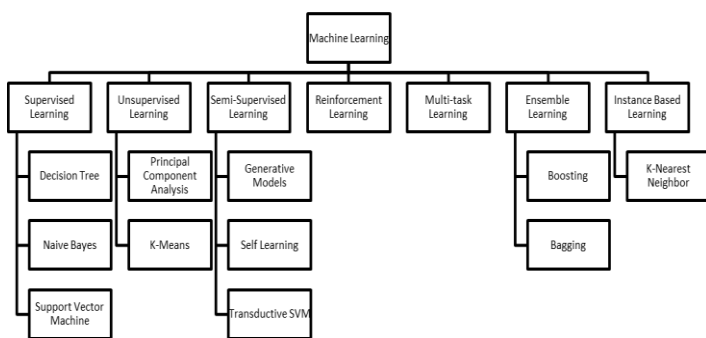 Machine Learning
Supervised
Learning
Unsupervised
Learning
Semi-Supervised
Learning
Reinforcement
Learning
Multi-task
Learning
Ensemble
Learning
Instance Based
Learning
Decision Tree
Principal
Component
Analysis
Generative
Models
Boosting
K-Nearest
Neighbor
Naive Bayes
K-Means
Self Learning
Bagging
Support Vector
Machine
Transductive SVM